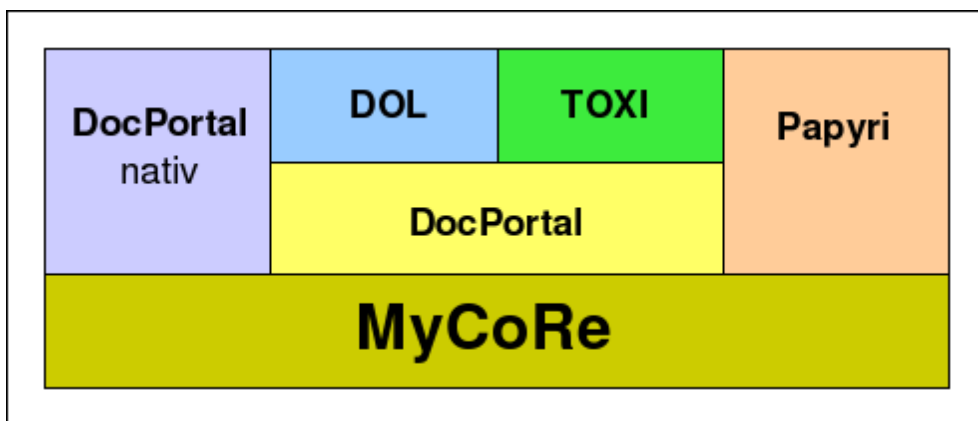 DocPortal
nativ
DOL
TOXI
Papyri
DocPortal
MyCoRe